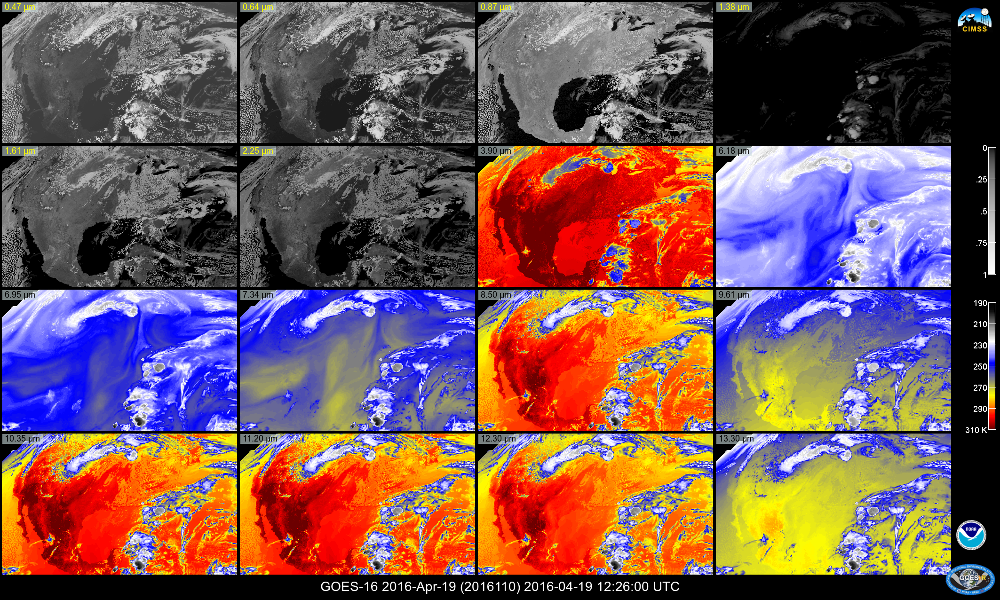 0.47 µm
0.64 µm
0.87 µm
1.38 µm
CIMSS
1.61 µm
2.25 µm
3.90 µm
6.18 µm
0
.25
.5
.75
1
6.95 µm
7.34 µm
8.50 µm
9.61 µm
190
210
230
250
270
290
310 K
10.35 µm
11.20 µm
12.30 µm
13.30 µm
NOAA
GOES R
NOAA - NASA
GOES-16 2016-Apr-19 (2016110) 2016-04-19 12:26:00 UTC